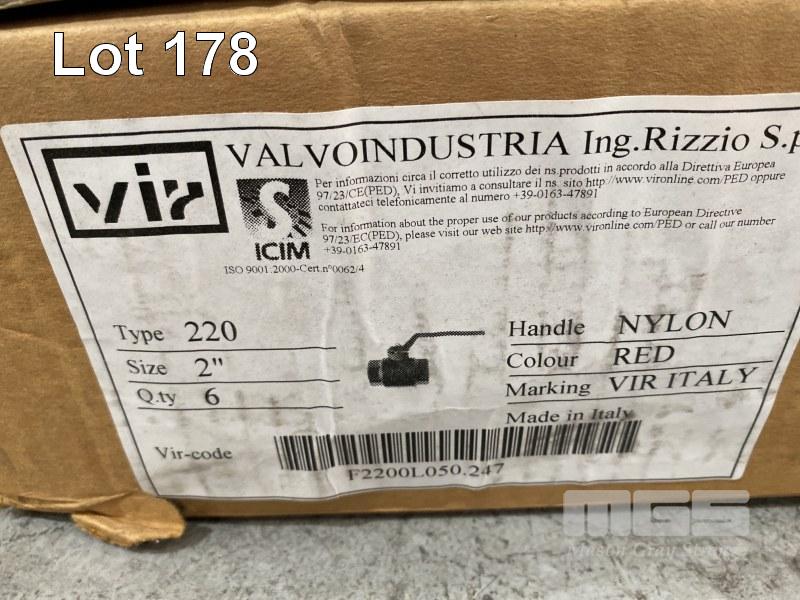 Lot 178
vir
VALVOINDUSTRIA Ing.Rizzio S.p
Per informazioni circa il corretto utilizzo dei ns.prodotti in accordo alla Direttiva Europea
97/23/CE(PED), Vi invitiamo a consultare il ns. sito http://www.vironline.com/PED oppure
contattateci telefonicamente al numero +39-0163-47891
For information about the proper use of our products according to European Directive
97/23/EC(PED), please visit our web site http://www.vironline.com/PED or call our number
+39-0163-47891
ICIM
ISO 9001:2000-Cert.n°0062/4
Type 220
Size 2"
Q.ty 6
Handle NYLON
Colour RED
Marking VIR ITALY
Made in Italy
Vir-code
F2200L050.247
MGS
Mason Gray Strange